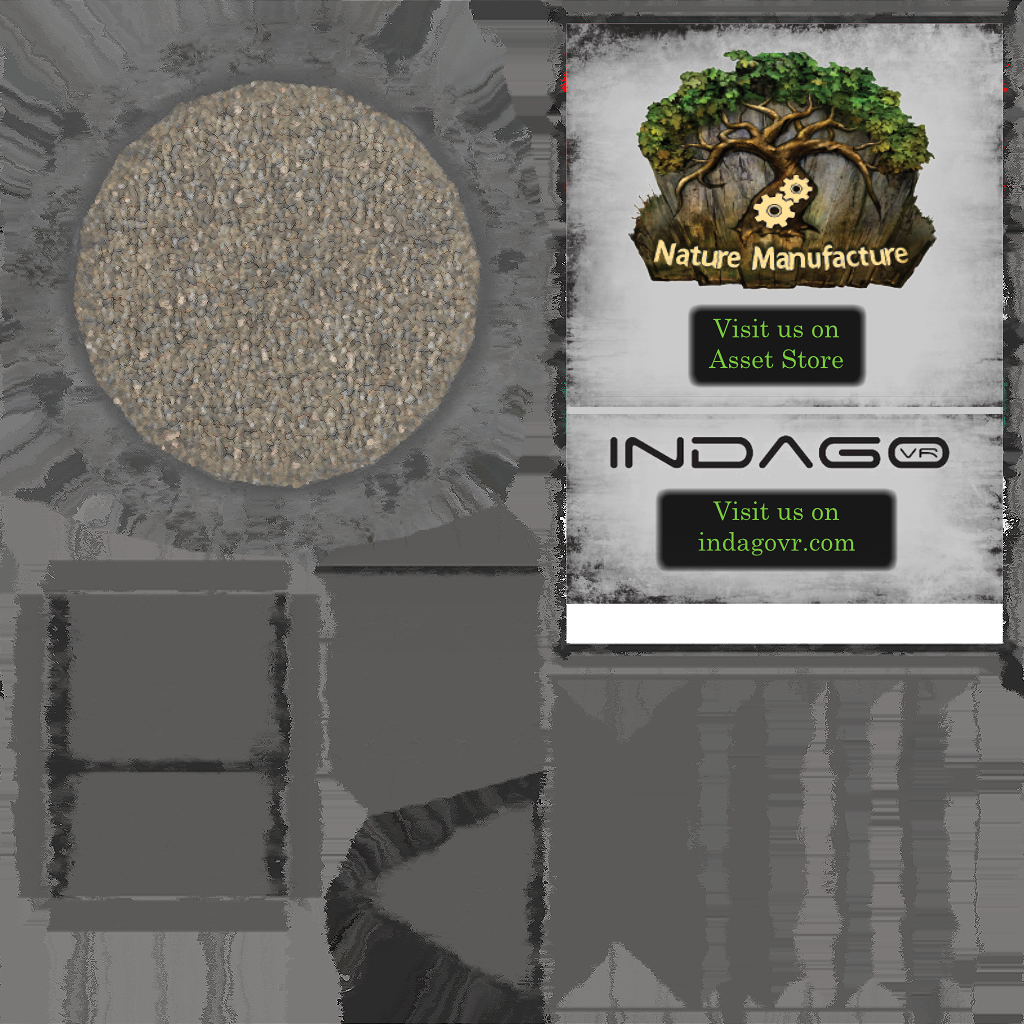 Nature Manufacture
Visit us on
Asset Store
INDAGO VR
Visit us on
indagovr.com